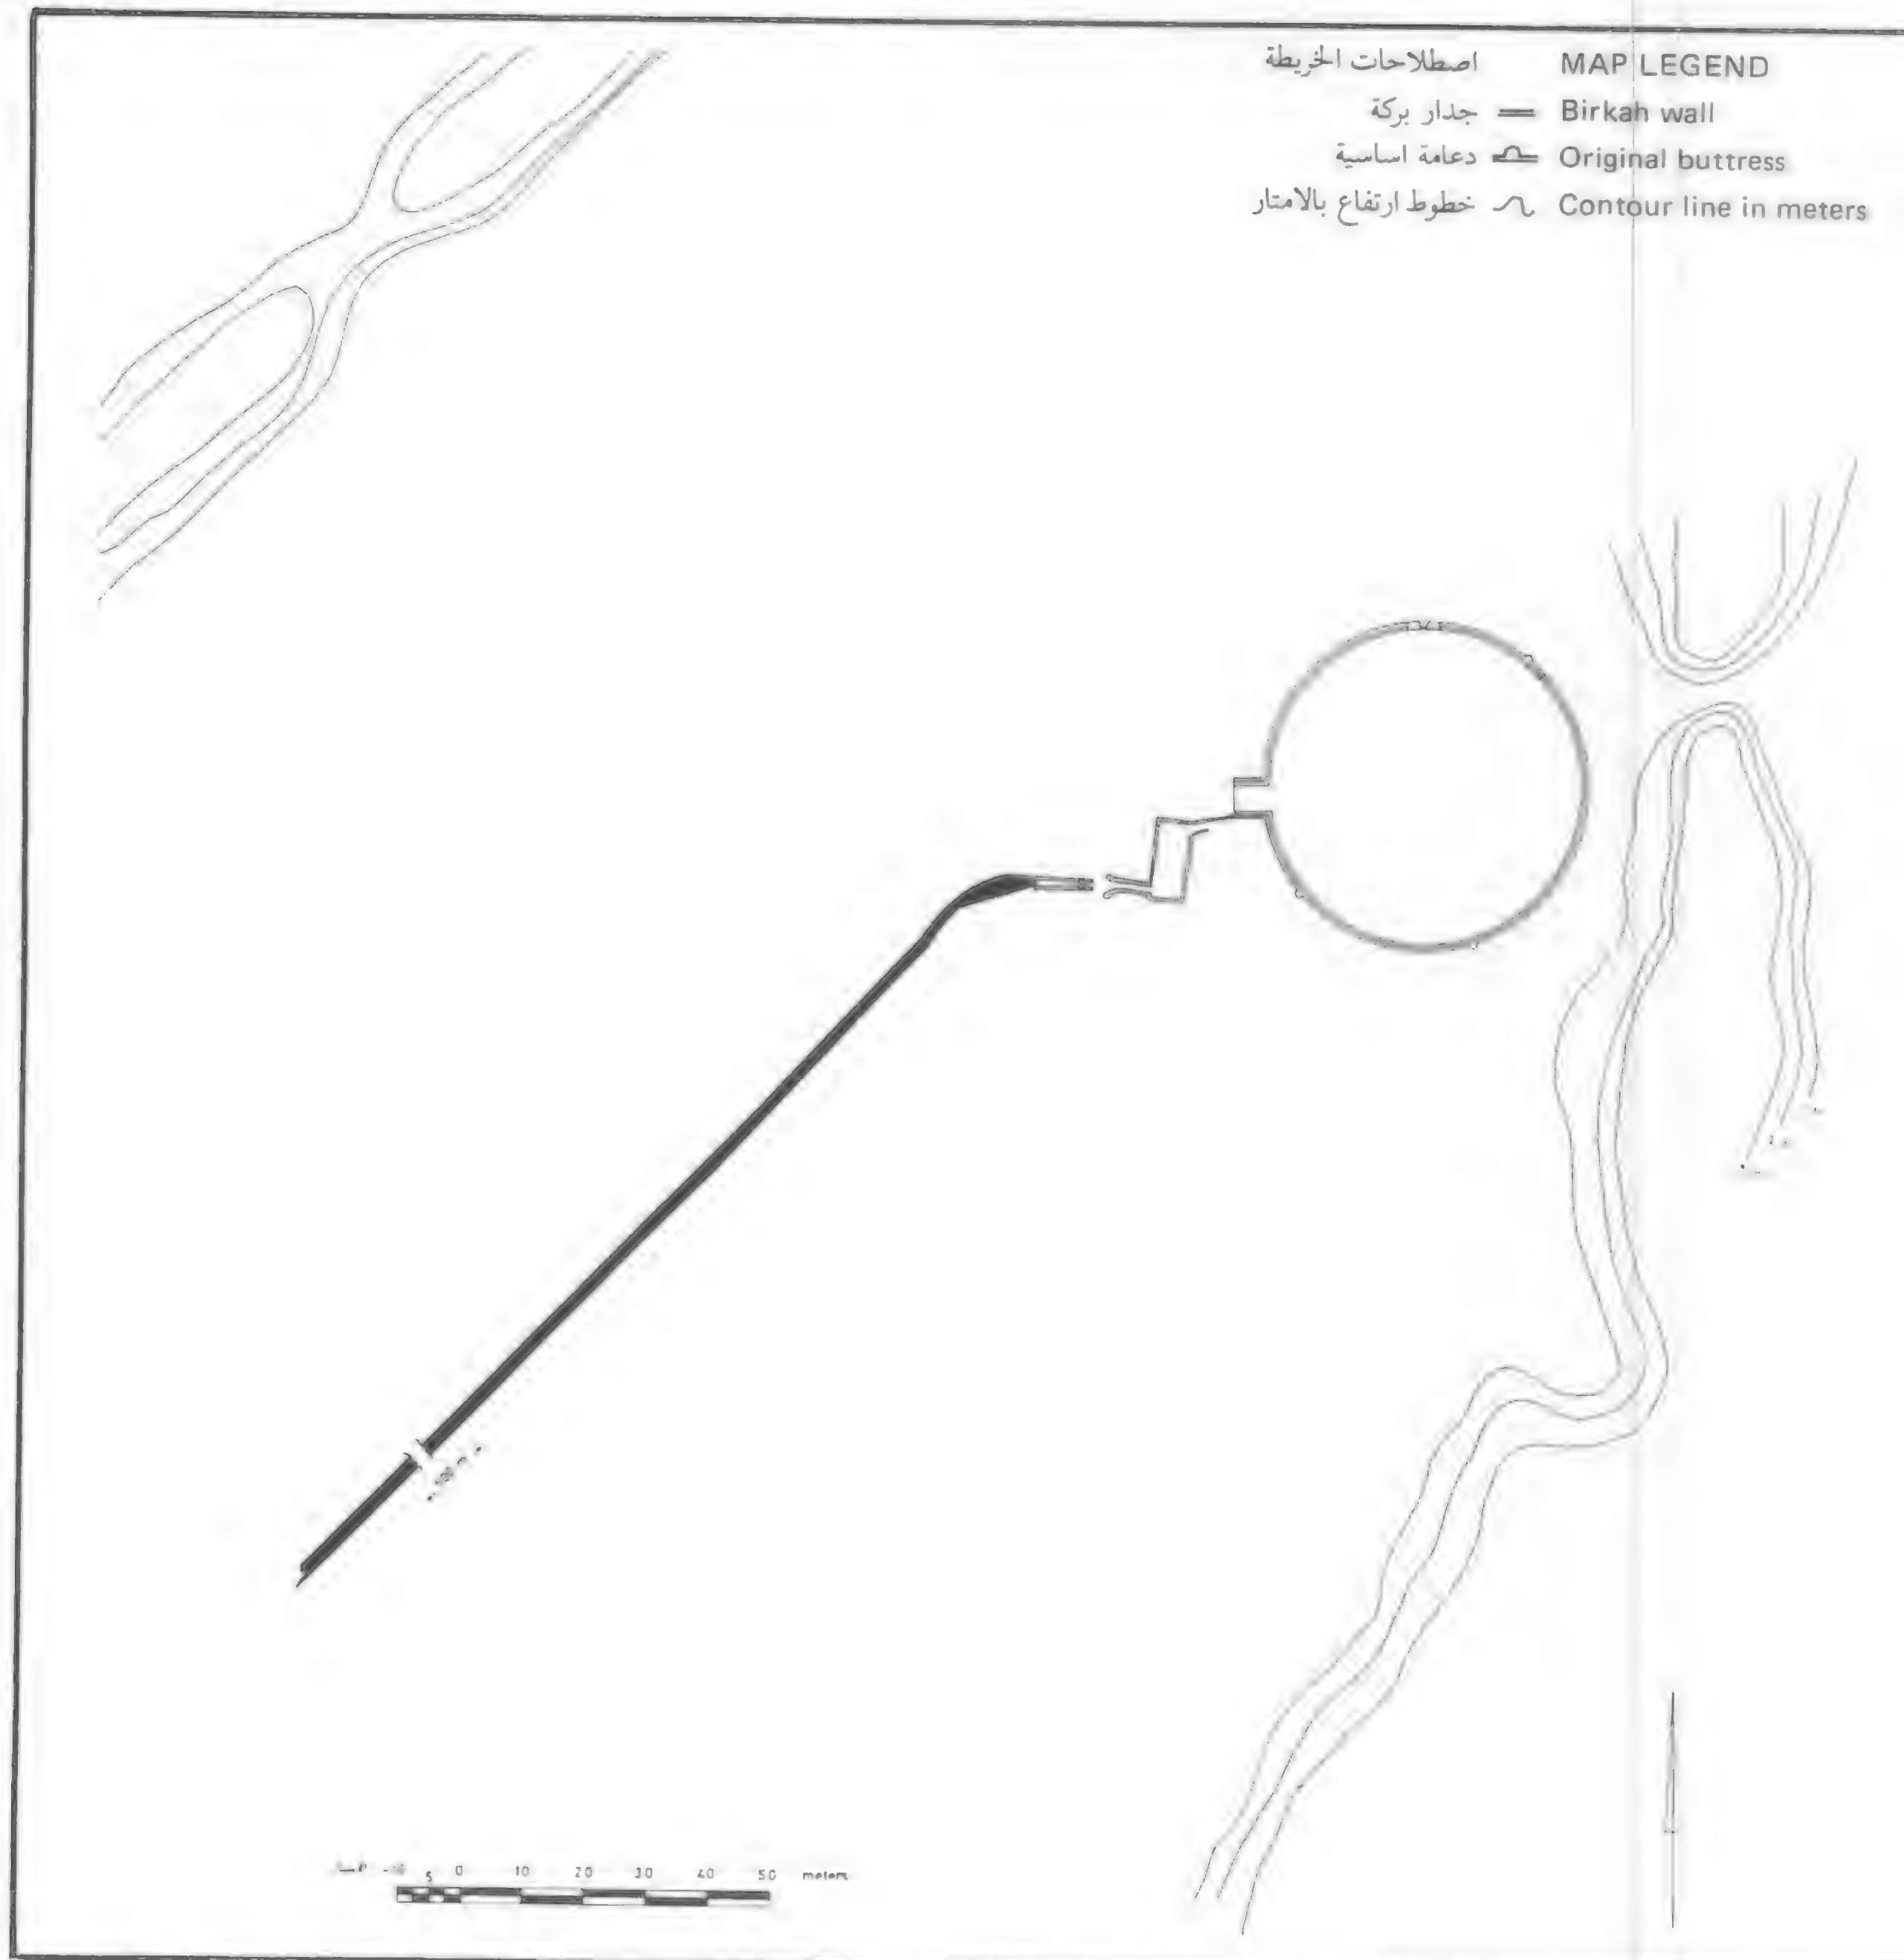 اصطلاحات الخريطة MAP LEGEND
جدار بركة Birkah wall
دعامة اساسية Original buttress
خطوط ارتفاع بالامتار Contour line in meters
5 0 10 20 30 40 50 meters